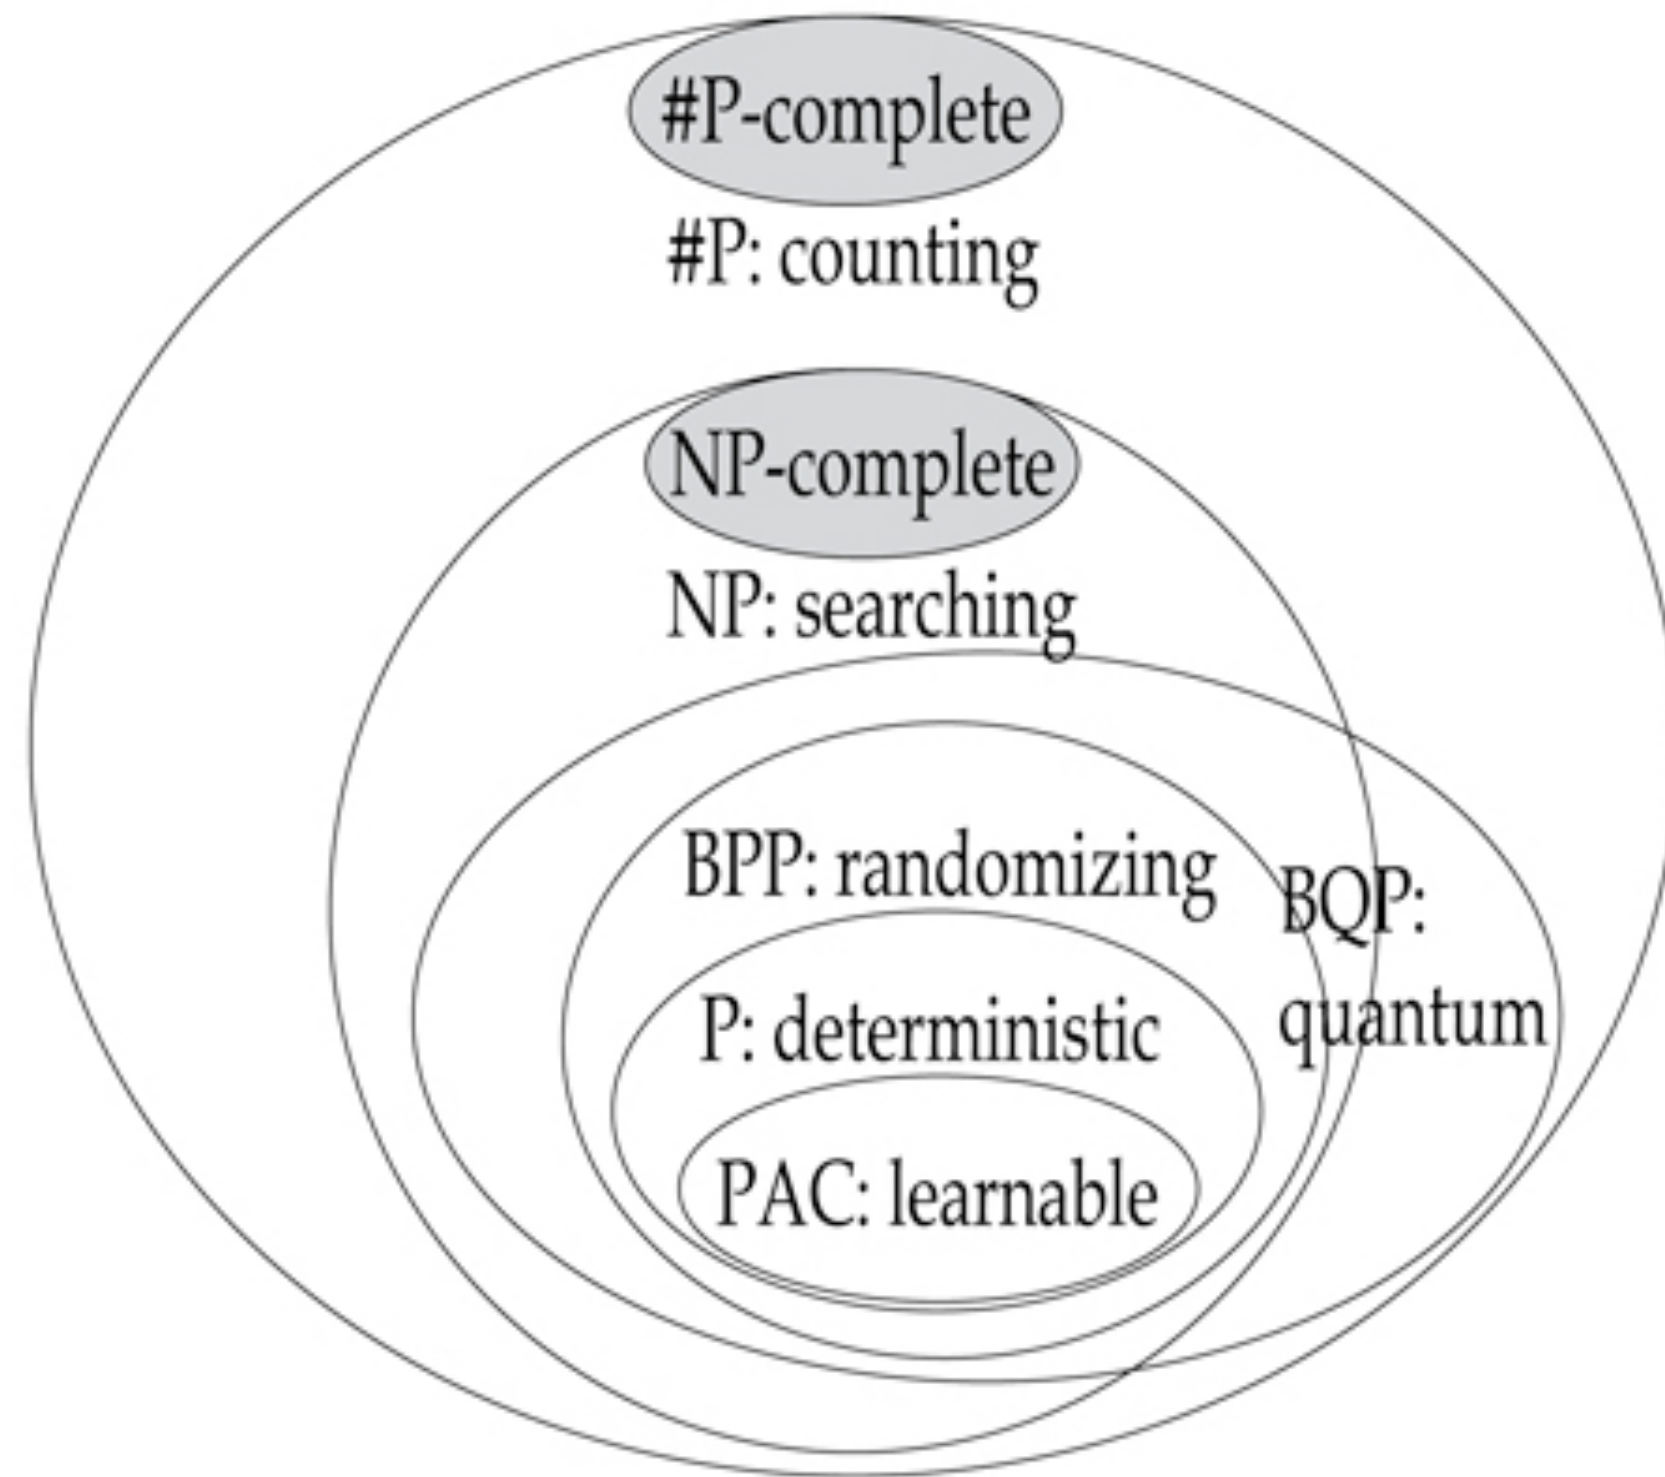 #P-complete
#P: counting
NP-complete
NP: searching
BPP: randomizing
BQP:
P: deterministic
quantum
PAC: learnable